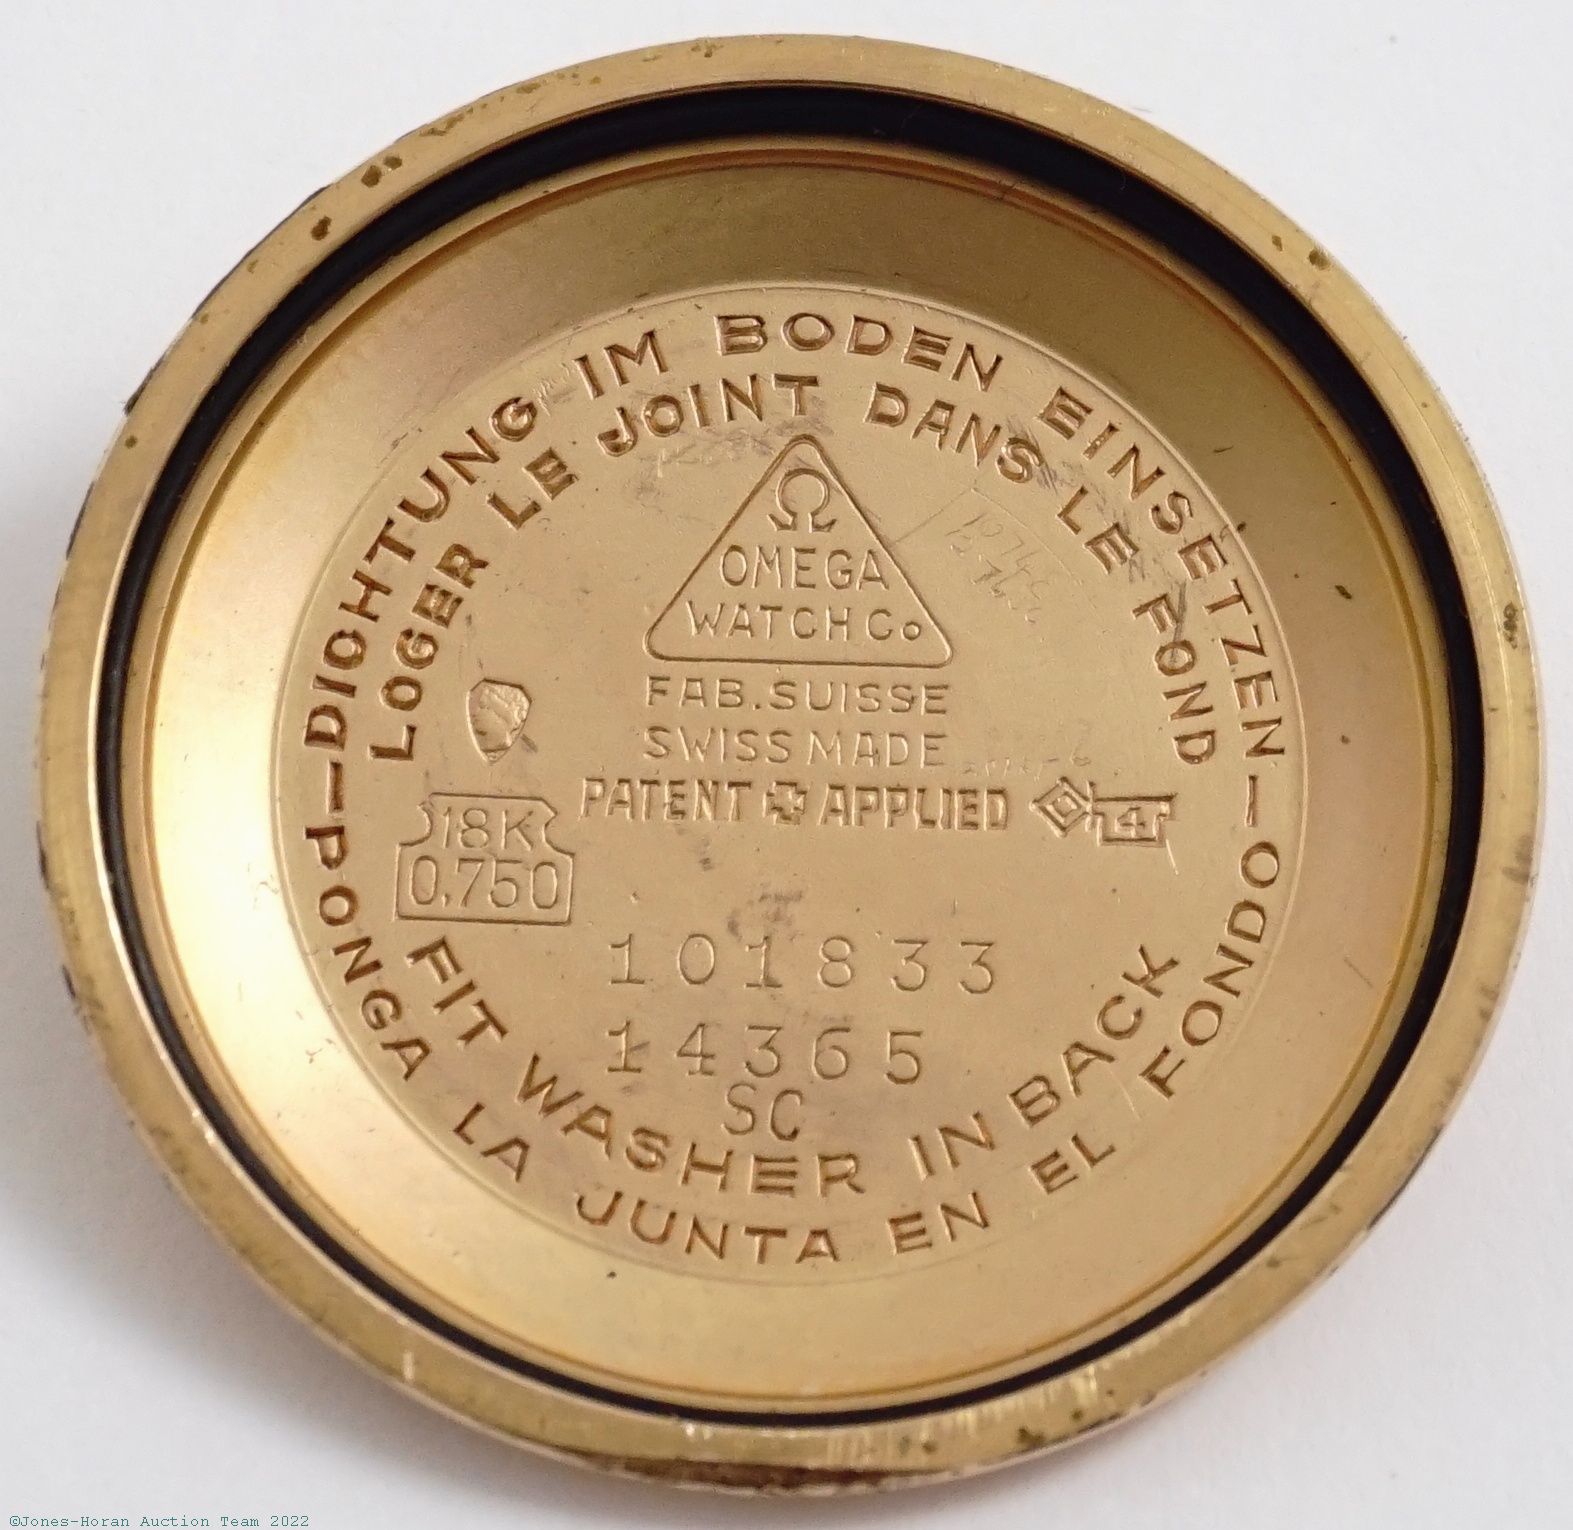 DICHTUNG IM BODEN EINSETZEN —
LOGER LE JOINT DANS LE FOND
Ω
OMEGA
WATCH Co
FAB. SUISSE
SWISS MADE
PATENT ✚ APPLIED
4
18K
0,750
101833
14365
SC
FIT WASHER IN BACK
PONGA LA JUNTA EN EL FONDO —
©Jones-Horan Auction Team 2022